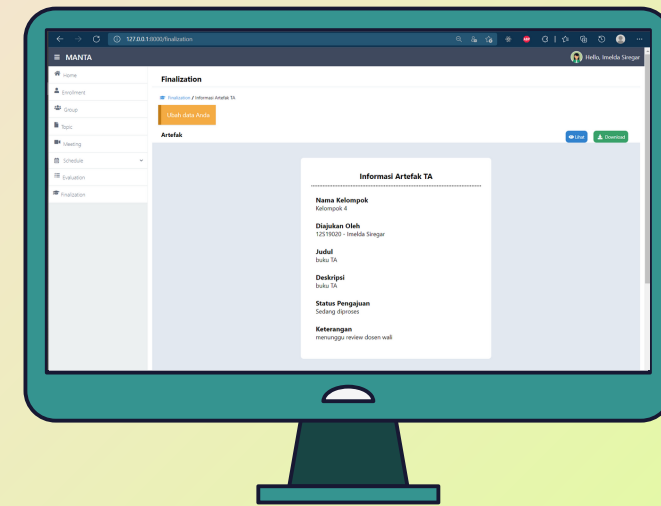 127.0.0.1:8000/finalization
MANTA
Hello, Imelda Siregar
Home
Enrollment
Group
Topic
Meeting
Schedule
Evaluation
Finalization
Finalization
Finalization / Informasi Artefak TA
Ubah data Anda
Artefak
Lihat
Download
Informasi Artefak TA
Nama Kelompok
Kelompok 4
Diajukan Oleh
12S19020 - Imelda Siregar
Judul
buku TA
Deskripsi
buku TA
Status Pengajuan
Sedang diproses
Keterangan
menunggu review dosen wali